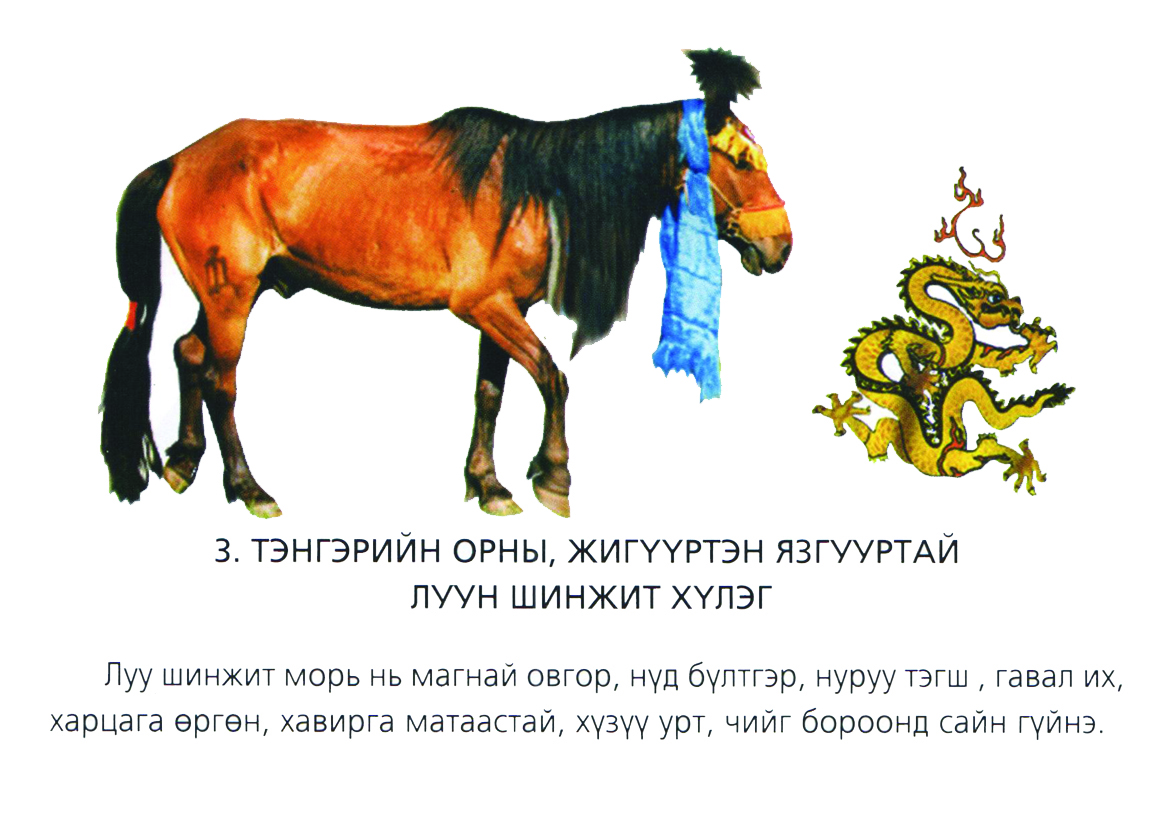 3. ТЭНГЭРИЙН ОРНЫ, ЖИГҮҮРТЭН ЯЗГУУРТАЙ
ЛУУН ШИНЖИТ ХҮЛЭГ
Луу шинжит морь нь магнай овгор, нүд бүлтгэр, нуруу тэгш , гавал их,
харцага өргөн, хавирга матаастай, хүзүү урт, чийг бороонд сайн гүйнэ.